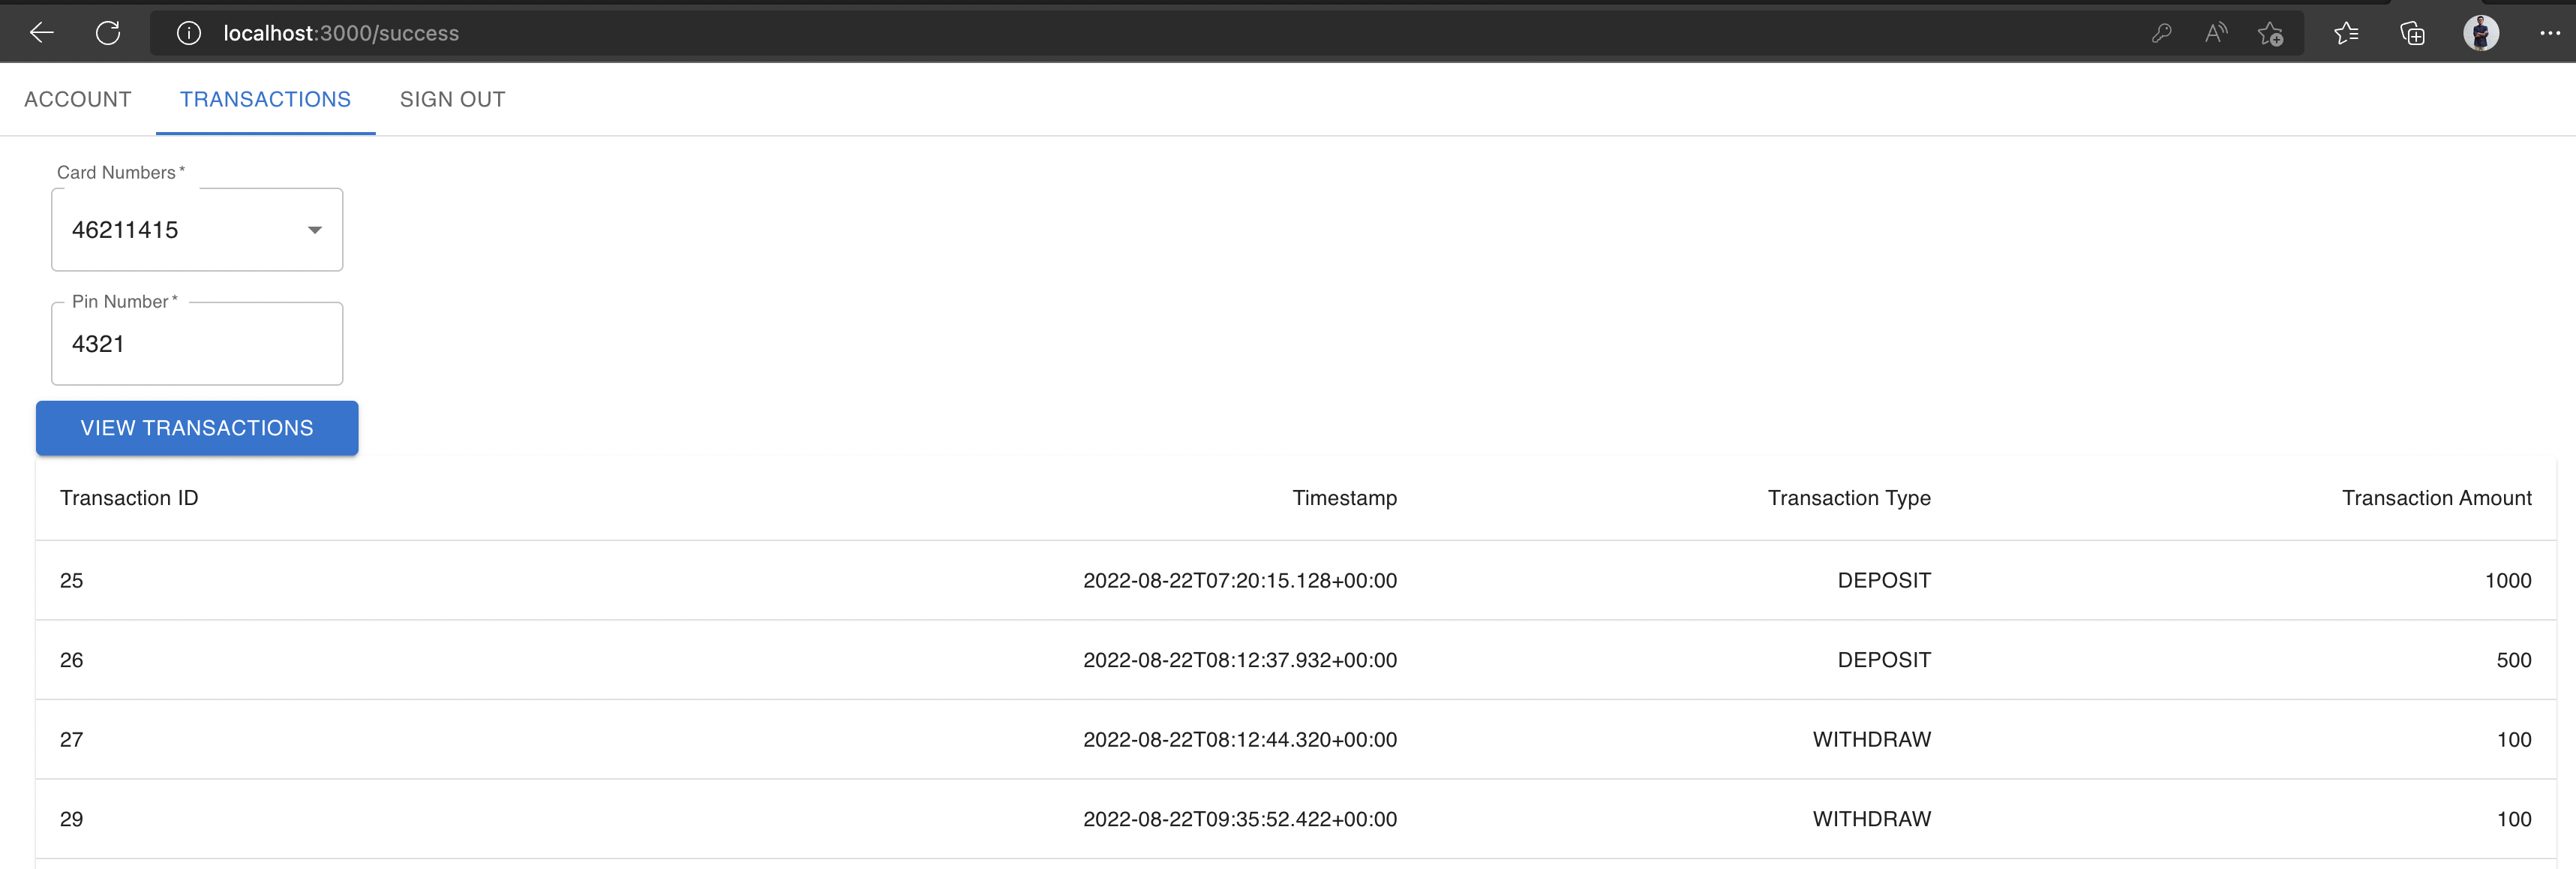 localhost:3000/success
ACCOUNT TRANSACTIONS SIGN OUT
Card Numbers *
46211415
Pin Number *
4321
VIEW TRANSACTIONS
Transaction ID Timestamp Transaction Type Transaction Amount
25 2022-08-22T07:20:15.128+00:00 DEPOSIT 1000
26 2022-08-22T08:12:37.932+00:00 DEPOSIT 500
27 2022-08-22T08:12:44.320+00:00 WITHDRAW 100
29 2022-08-22T09:35:52.422+00:00 WITHDRAW 100